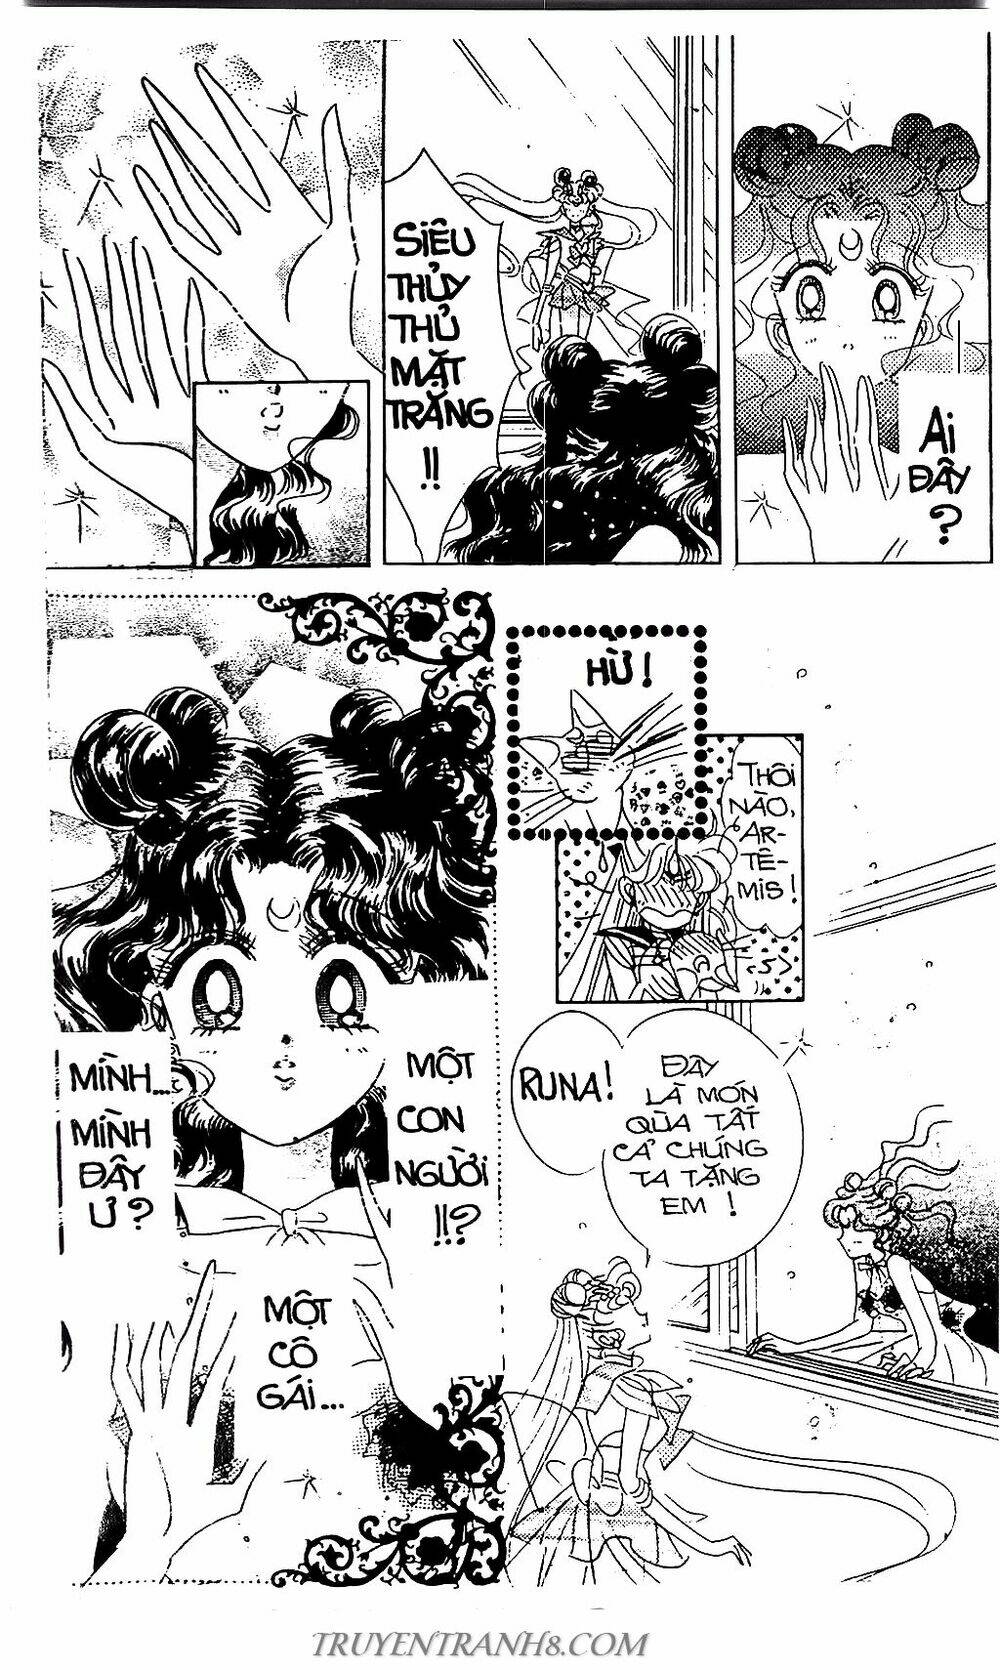 SIÊU
THỦY
THỦ
MẶT
TRĂNG
!!
AI
ĐÂY
?
HỪ!
THÔI
NÀO,
AR-
TÊ-
MIS!
MÌNH...
MÌNH
ĐÂY
Ư?
MỘT
CON
NGƯỜI
!!?
MỘT
CÔ
GÁI...
RUNA!
ĐÂY
LÀ MÓN
QÙA TẤT
CẢ CHÚNG
TA TẶNG
EM!
TRUYENTRANH8.COM